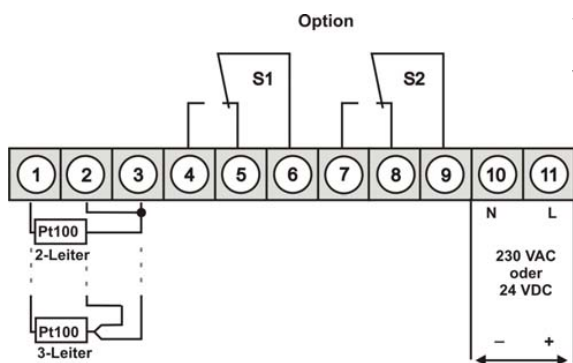 Option
S1 S2
1 2 3 4 5 6 7 8 9 10 11
N L
Pt100
2-Leiter
230 VAC
oder
24 VDC
Pt100
3-Leiter
– +